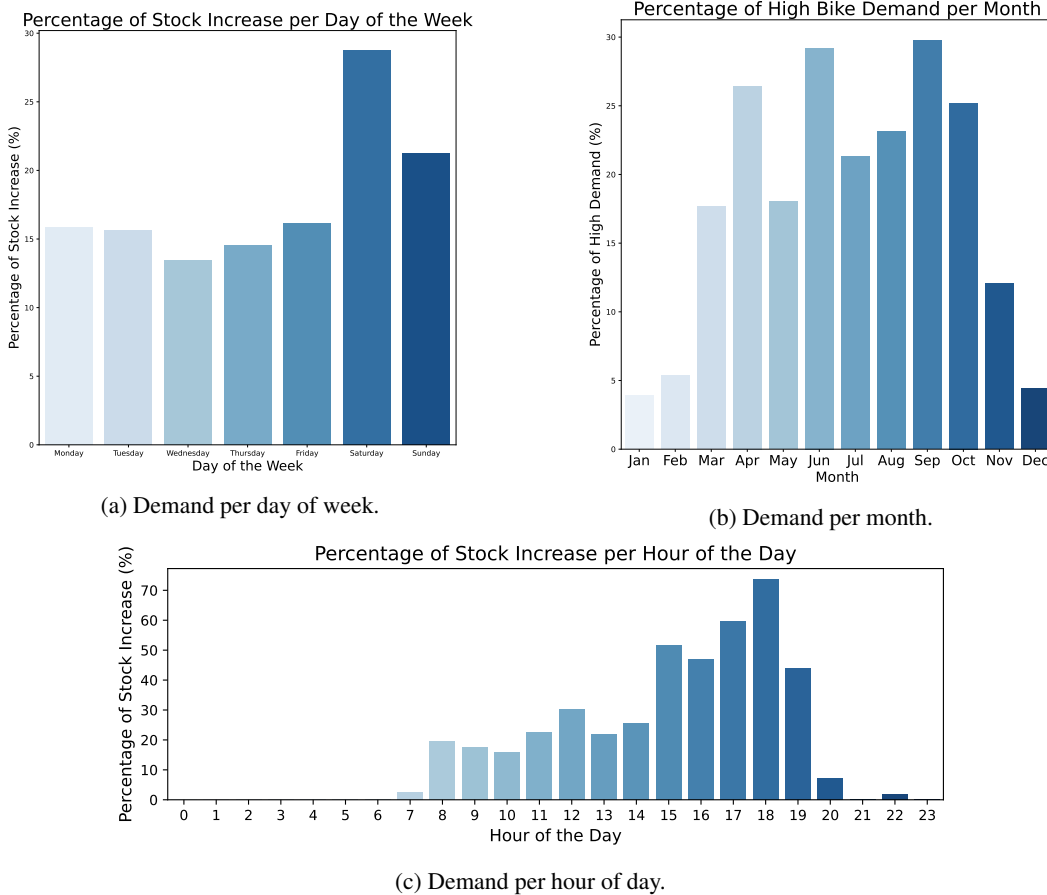 Percentage of Stock Increase per Day of the Week
Percentage of Stock Increase (%)
30
25
20
15
10
5
0
Monday Tuesday Wednesday Thursday Friday Saturday Sunday
Day of the Week
(a) Demand per day of week.
Percentage of High Bike Demand per Month
Percentage of High Demand (%)
30
25
20
15
10
5
0
Jan Feb Mar Apr May Jun Jul Aug Sep Oct Nov Dec
Month
(b) Demand per month.
Percentage of Stock Increase per Hour of the Day
Percentage of Stock Increase (%)
70
60
50
40
30
20
10
0
0 1 2 3 4 5 6 7 8 9 10 11 12 13 14 15 16 17 18 19 20 21 22 23
Hour of the Day
(c) Demand per hour of day.